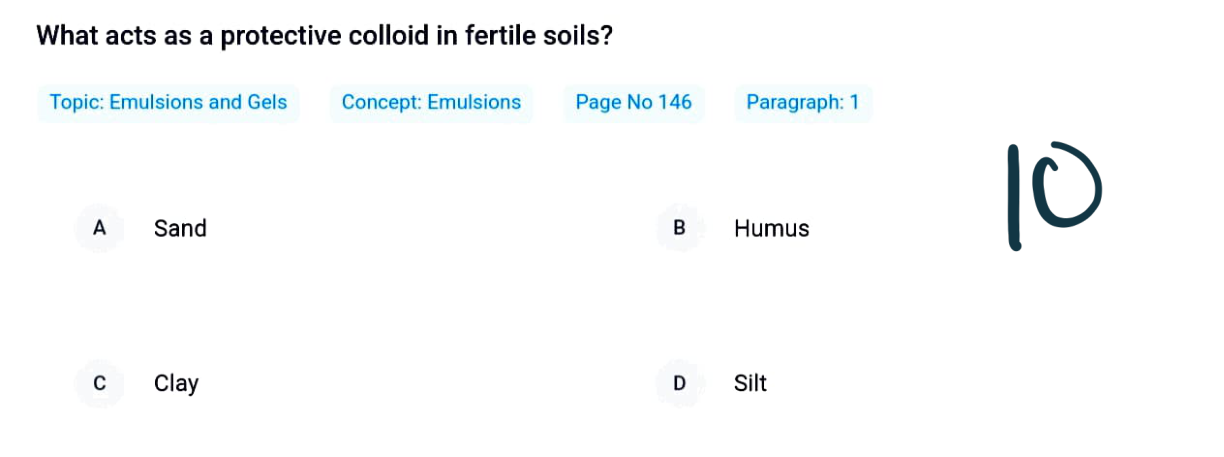 What acts as a protective colloid in fertile soils?
Topic: Emulsions and Gels Concept: Emulsions Page No 146 Paragraph: 1
10
A Sand B Humus
C Clay D Silt